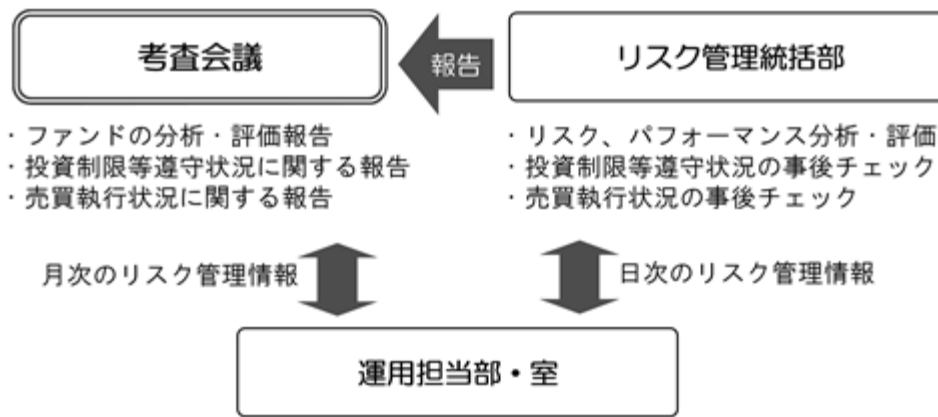 考査会議
報告
リスク管理統括部
・ファンドの分析・評価報告
・投資制限等遵守状況に関する報告
・売買執行状況に関する報告
・リスク、パフォーマンス分析・評価
・投資制限等遵守状況の事後チェック
・売買執行状況の事後チェック
月次のリスク管理情報
日次のリスク管理情報
運用担当部・室